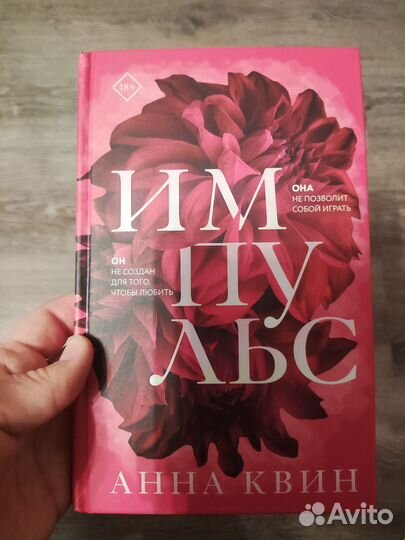 18+
ИМ
ОНА
НЕ ПОЗВОЛИТ
СОБОЙ ИГРАТЬ
ПУ
ОН
НЕ СОЗДАН
ДЛЯ ТОГО,
ЧТОБЫ ЛЮБИТЬ
ЛЬС
АННА КВИН
Avito